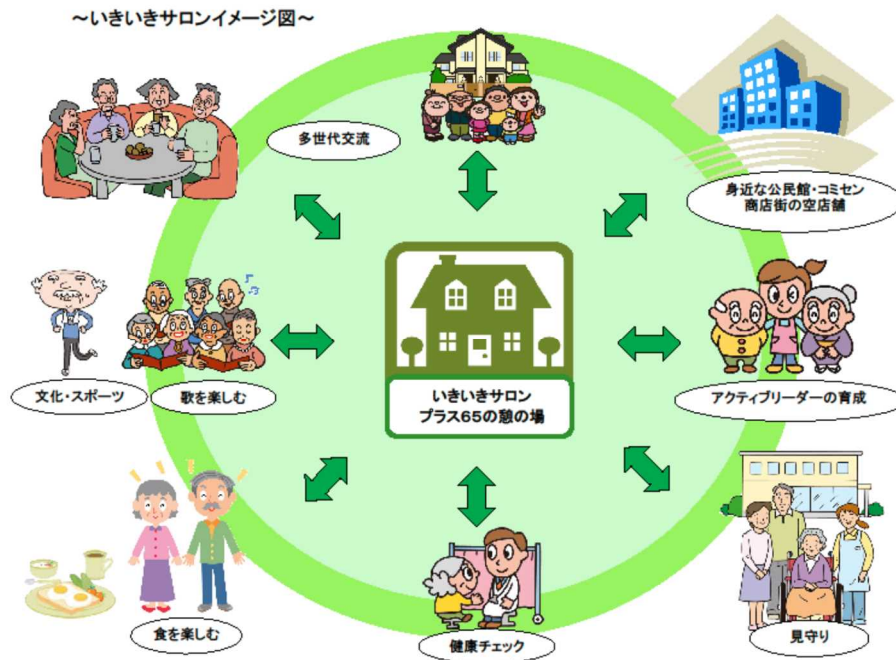 ～いきいきサロンイメージ図～
多世代交流
身近な公民館・コミセン
商店街の空店舗
文化・スポーツ
歌を楽しむ
いきいきサロン
プラス65の憩の場
アクティブリーダーの育成
食を楽しむ
健康チェック
見守り